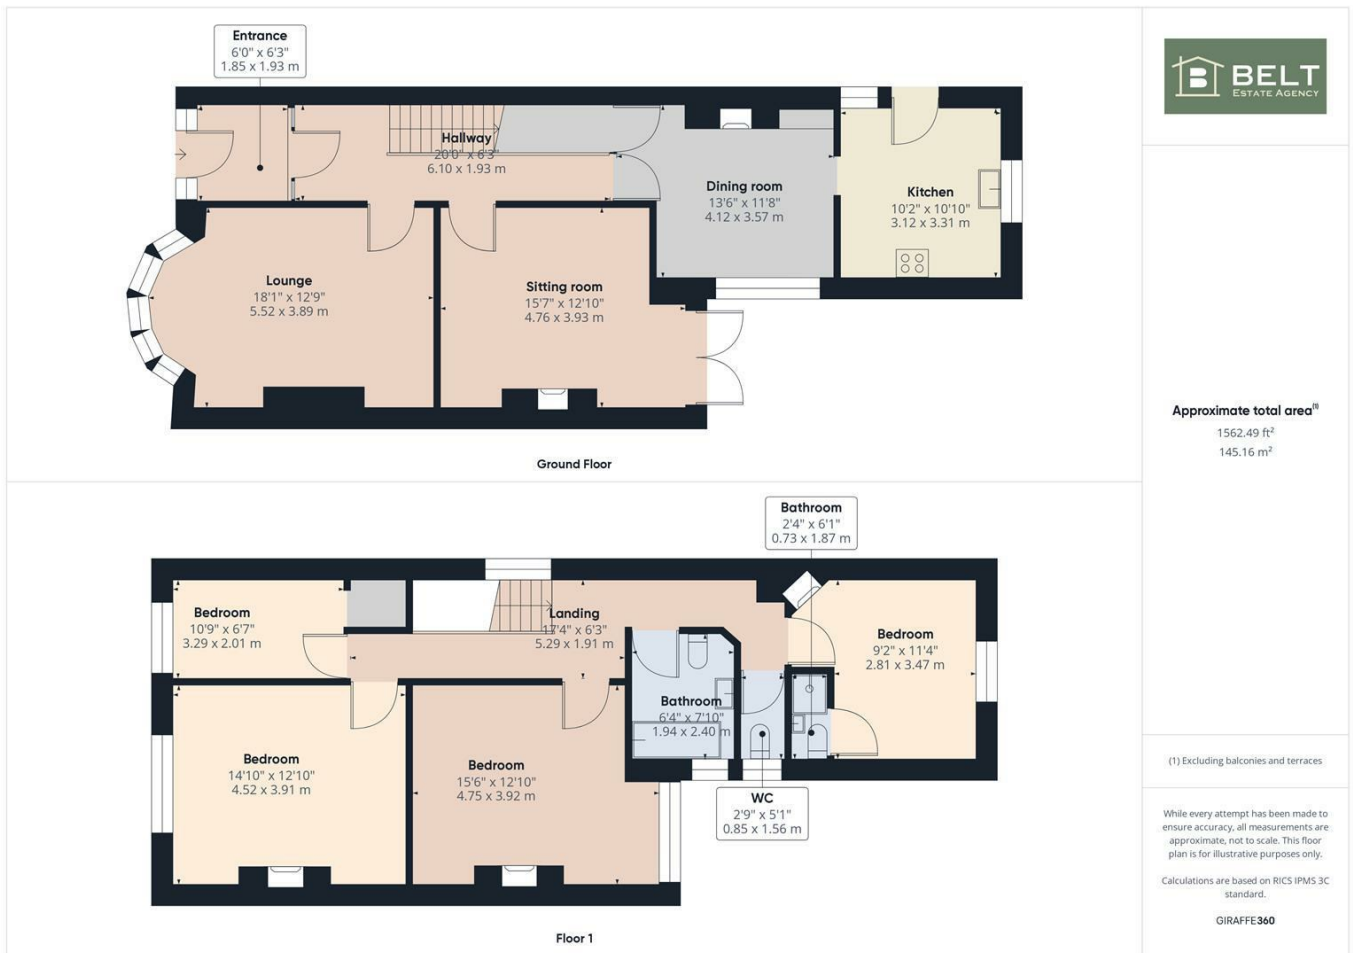 Entrance
6'0" x 6'3"
1.85 x 1.93 m
Hallway
20'0" x 6'3"
6.10 x 1.93 m
Dining room
13'6" x 11'8"
4.12 x 3.57 m
Kitchen
10'2" x 10'10"
3.12 x 3.31 m
Lounge
18'1" x 12'9"
5.52 x 3.89 m
Sitting room
15'7" x 12'10"
4.76 x 3.93 m
Ground Floor
Bathroom
2'4" x 6'1"
0.73 x 1.87 m
Bedroom
10'9" x 6'7"
3.29 x 2.01 m
Landing
17'4" x 6'3"
5.29 x 1.91 m
Bedroom
9'2" x 11'4"
2.81 x 3.47 m
Bathroom
6'4" x 7'10"
1.94 x 2.40 m
Bedroom
14'10" x 12'10"
4.52 x 3.91 m
Bedroom
15'6" x 12'10"
4.75 x 3.92 m
WC
2'9" x 5'1"
0.85 x 1.56 m
Floor 1
B BELT
ESTATE AGENCY
Approximate total area(1)
1562.49 ft²
145.16 m²
(1) Excluding balconies and terraces
While every attempt has been made to
ensure accuracy, all measurements are
approximate, not to scale. This floor
plan is for illustrative purposes only.
Calculations are based on RICS IPMS 3C
standard.
GIRAFFE360